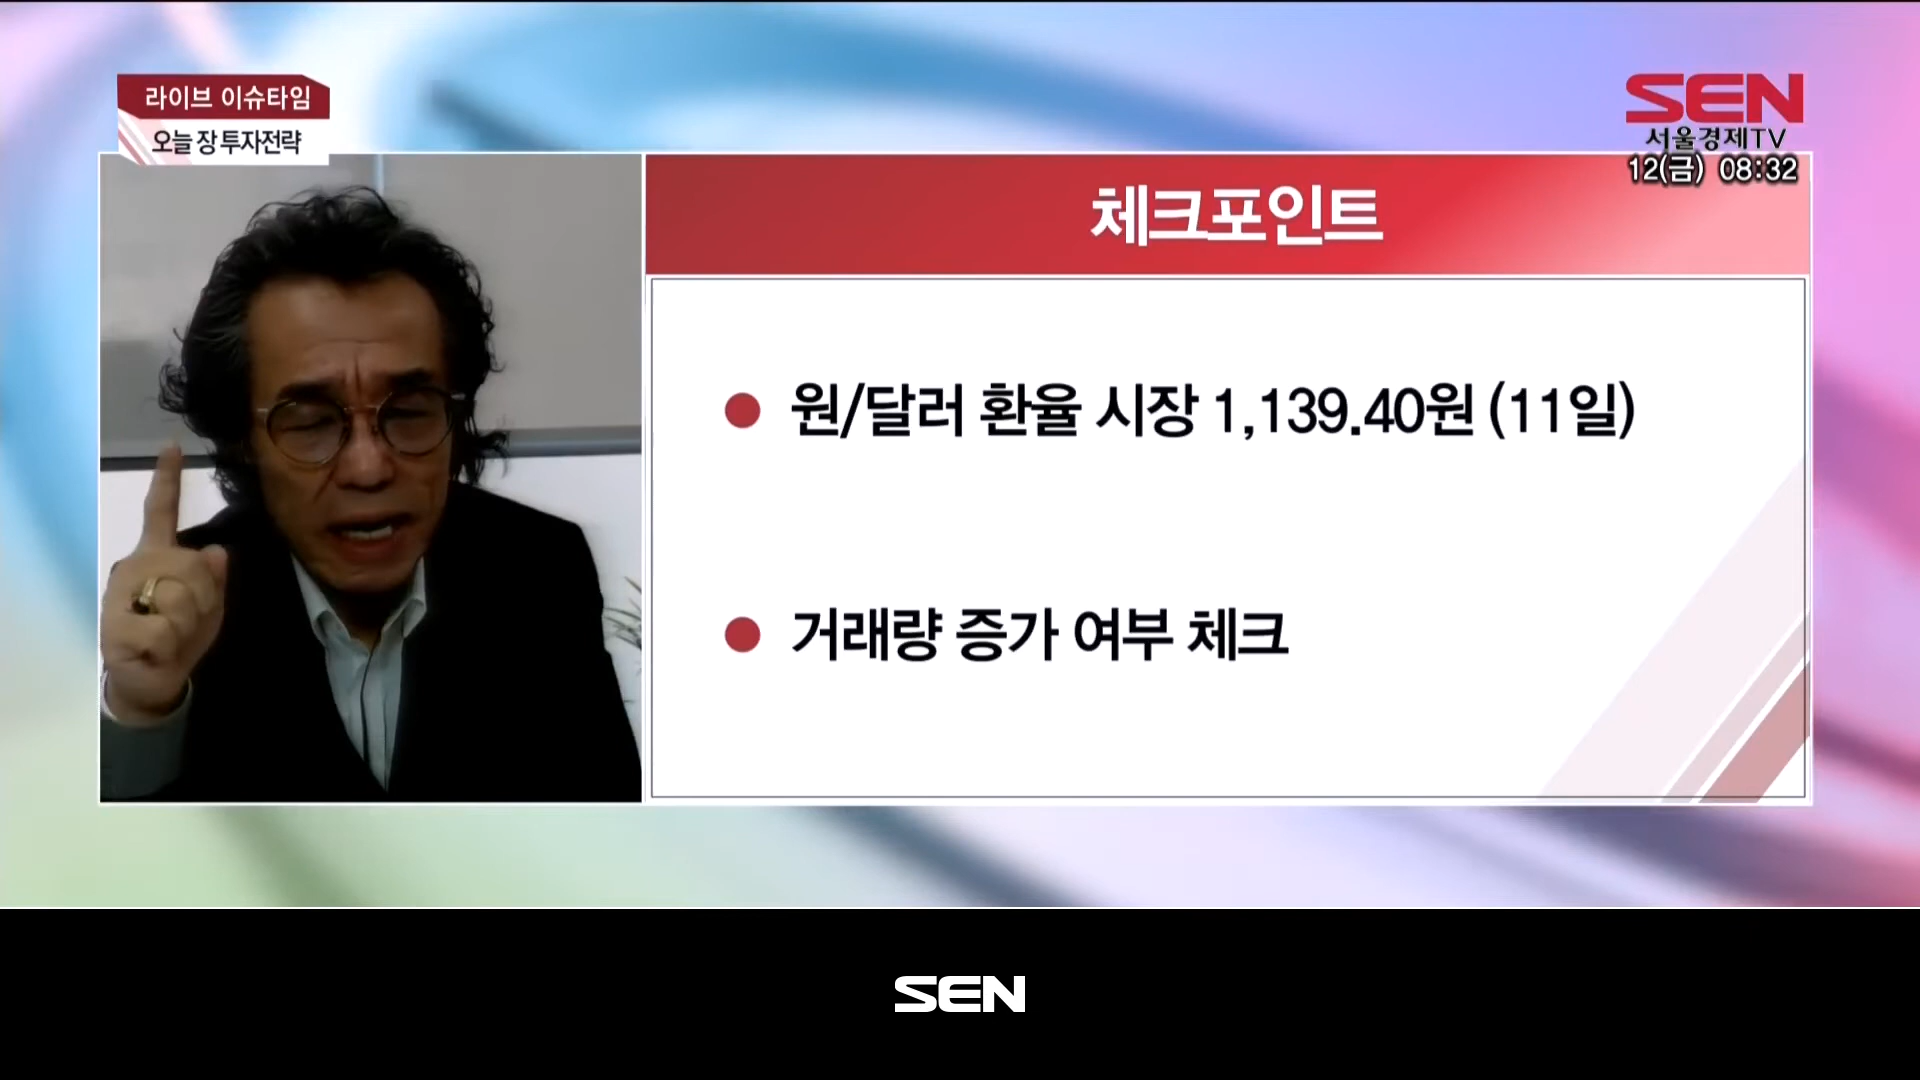 라이브 이슈타임
오늘 장 투자전략
SEN
서울경제TV
12(금) 08:32
체크포인트
원/달러 환율 시장 1,139.40원 (11일)
거래량 증가 여부 체크
SEN